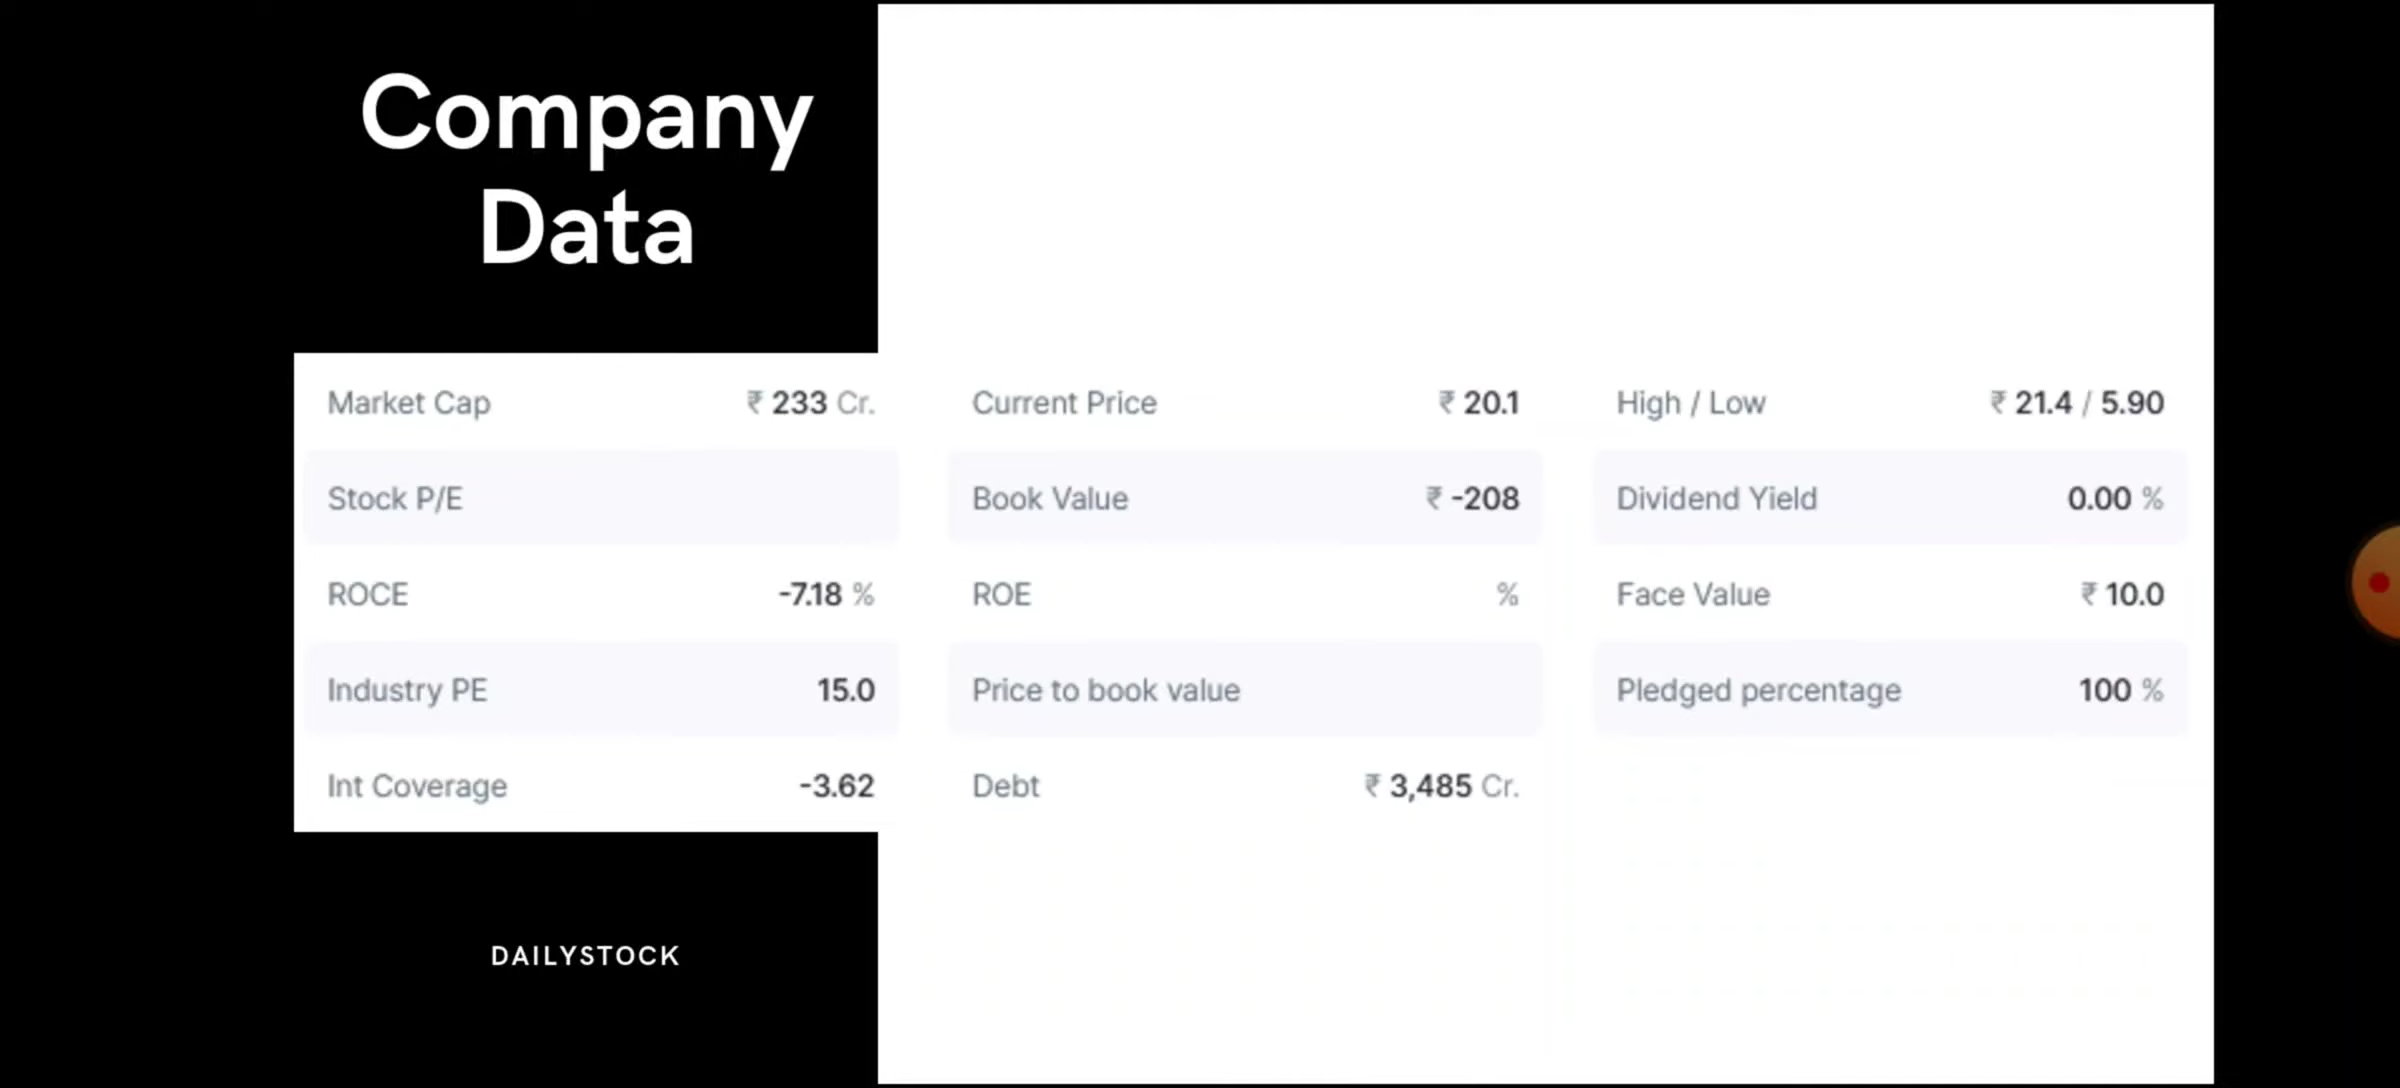 Company
Data
Market Cap ₹ 233 Cr. Current Price ₹ 20.1 High / Low ₹ 21.4 / 5.90
Stock P/E Book Value ₹ -208 Dividend Yield 0.00 %
ROCE -7.18 % ROE % Face Value ₹ 10.0
Industry PE 15.0 Price to book value Pledged percentage 100 %
Int Coverage -3.62 Debt ₹ 3,485 Cr.
DAILYSTOCK